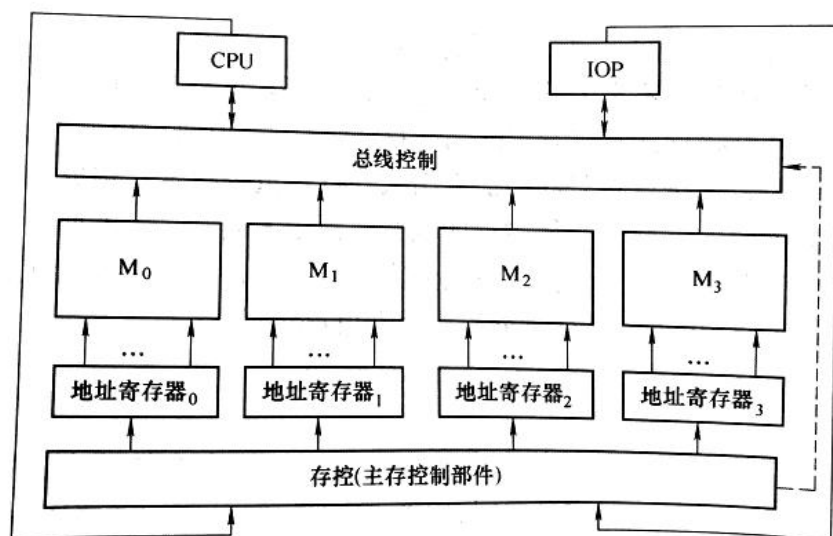 CPU
IOP
总线控制
M₀
M₁
M₂
M₃
...
...
...
...
地址寄存器₀
地址寄存器₁
地址寄存器₂
地址寄存器₃
存控(主存控制部件)